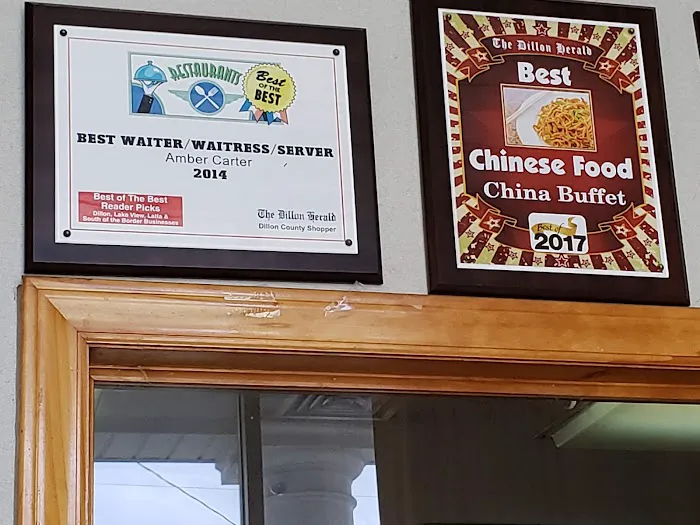 RESTAURANTS
Best
OF THE
BEST
BEST WAITER/WAITRESS/SERVER
Amber Carter
2014
Best of The Best
Reader Picks
Dillon, Lake View, Latta &
South of the Border Businesses
The Dillon Herald
Dillon County Shopper
The Dillon Herald
Best
Chinese Food
China Buffet
Best of
2017